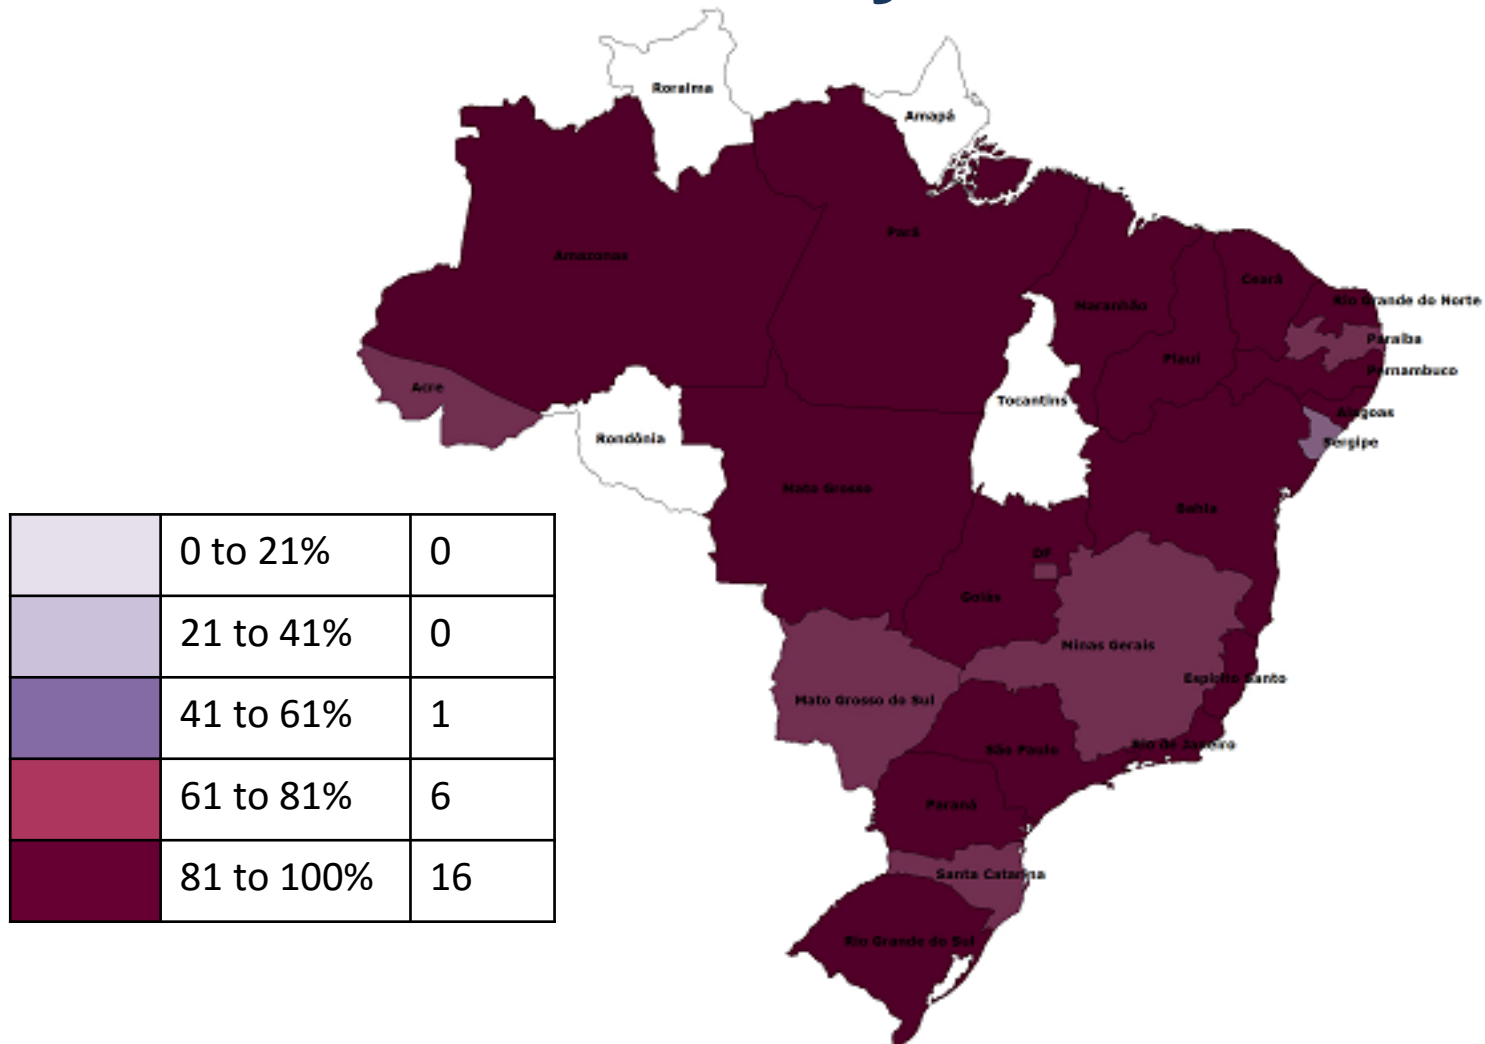 Roraima
Amapá
Amazonas
Pará
Maranhão
Ceará
Rio Grande do Norte
Paraíba
Piauí
Pernambuco
Acre
Tocantins
Alagoas
Rondônia
Sergipe
Mato Grosso
Bahia
DF
Goiás
Minas Gerais
Espírito Santo
Mato Grosso do Sul
São Paulo
Rio de Janeiro
Paraná
Santa Catarina
Rio Grande do Sul
0 to 21% 0
21 to 41% 0
41 to 61% 1
61 to 81% 6
81 to 100% 16